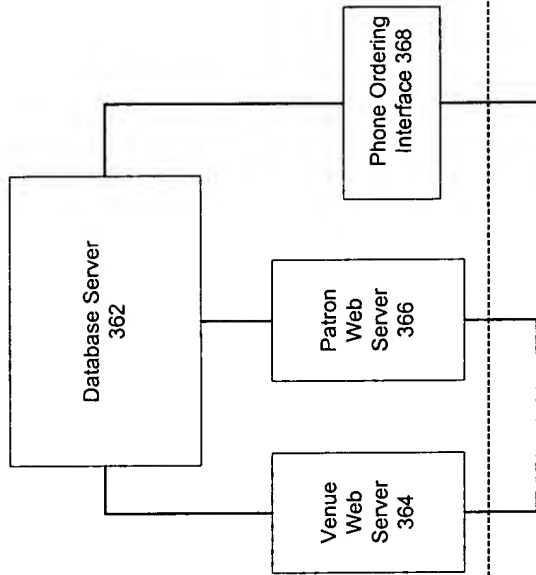 Database Server
362
Venue
Web
Server
364
Patron
Web
Server
366
Phone Ordering
Interface 368